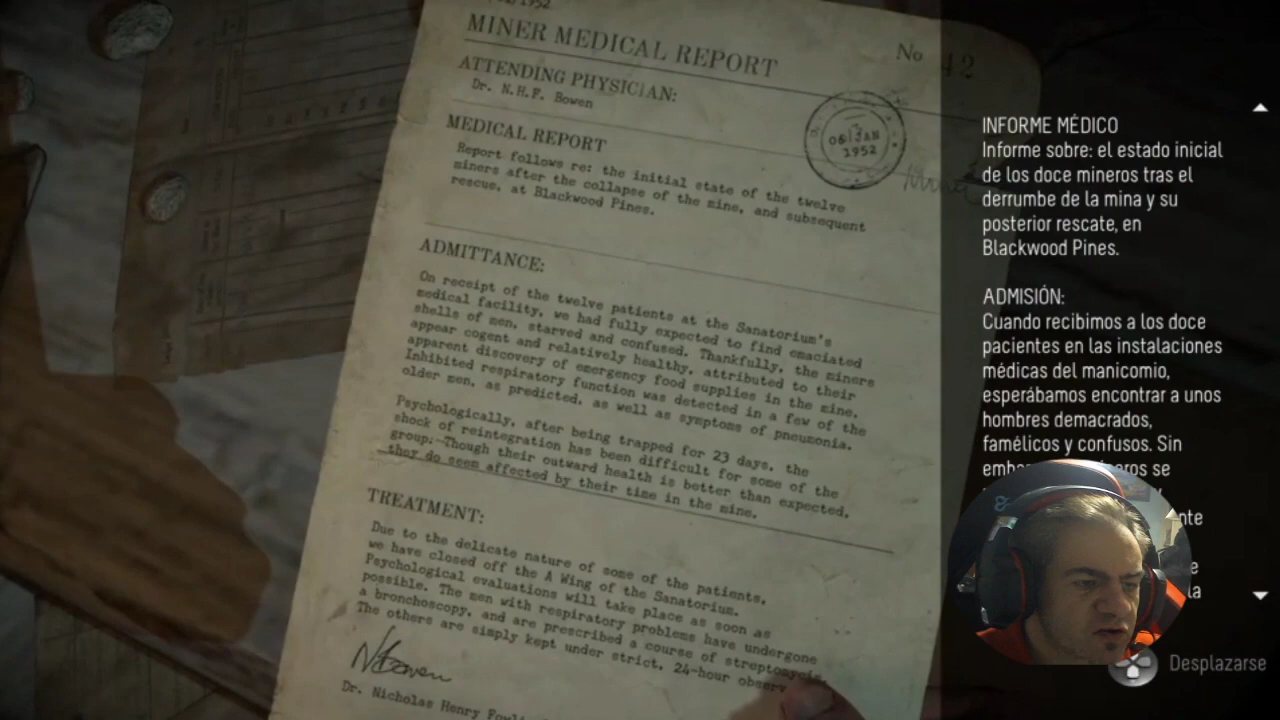 1952
MINER MEDICAL REPORT
No 42
ATTENDING PHYSICIAN:
Dr. N.H.F. Bowen
06 JAN
1952
MEDICAL REPORT
Report follows re: the initial state of the twelve
miners after the collapse of the mine, and subsequent
rescue, at Blackwood Pines.
ADMITTANCE:
On receipt of the twelve patients at the Sanatorium's
medical facility, we had fully expected to find emaciated
shells of men, starved and confused. Thankfully, the miners
appear cogent and relatively healthy, attributed to their
apparent discovery of emergency food supplies in the mine.
Inhibited respiratory function was detected in a few of the
older men, as predicted, as well as symptoms of pneumonia.
Psychologically, after being trapped for 23 days, the
shock of reintegration has been difficult for some of the
group. Though their outward health is better than expected,
they do seem affected by their time in the mine.
TREATMENT:
Due to the delicate nature of some of the patients,
we have closed off the A Wing of the Sanatorium.
Psychological evaluations will take place as soon as
possible. The men with respiratory problems have undergone
a bronchoscopy, and are prescribed a course of streptomycin.
The others are simply kept under strict, 24-hour observ
NBowen
Dr. Nicholas Henry
INFORME MÉDICO
Informe sobre: el estado inicial
de los doce mineros tras el
derrumbe de la mina y su
posterior rescate, en
Blackwood Pines.
ADMISIÓN:
Cuando recibimos a los doce
pacientes en las instalaciones
médicas del manicomio,
esperábamos encontrar a unos
hombres demacrados,
famélicos y confusos. Sin
se
Desplazarse